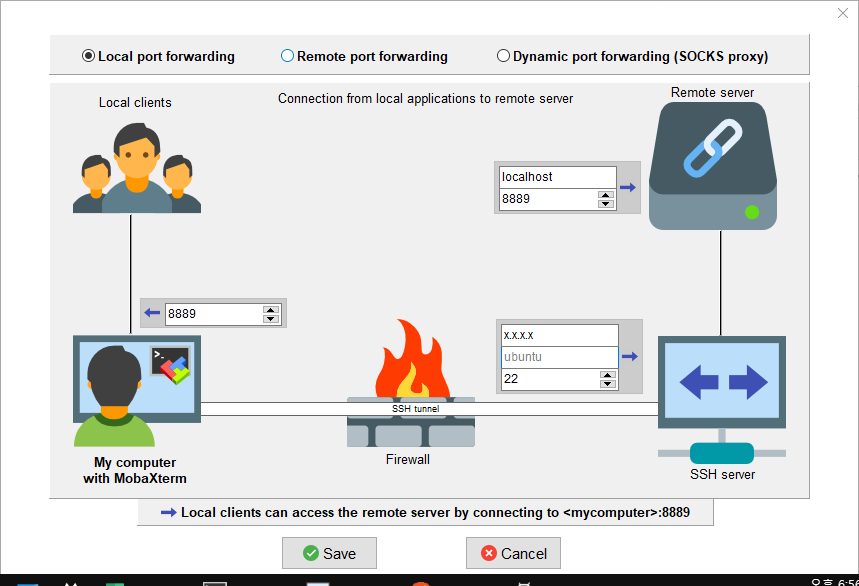 Local port forwarding
Remote port forwarding
Dynamic port forwarding (SOCKS proxy)
Local clients
Connection from local applications to remote server
Remote server
localhost
8889
8889
x.x.x.x
ubuntu
22
>_
SSH tunnel
Firewall
My computer
with MobaXterm
SSH server
Local clients can access the remote server by connecting to <mycomputer>:8889
Save
Cancel